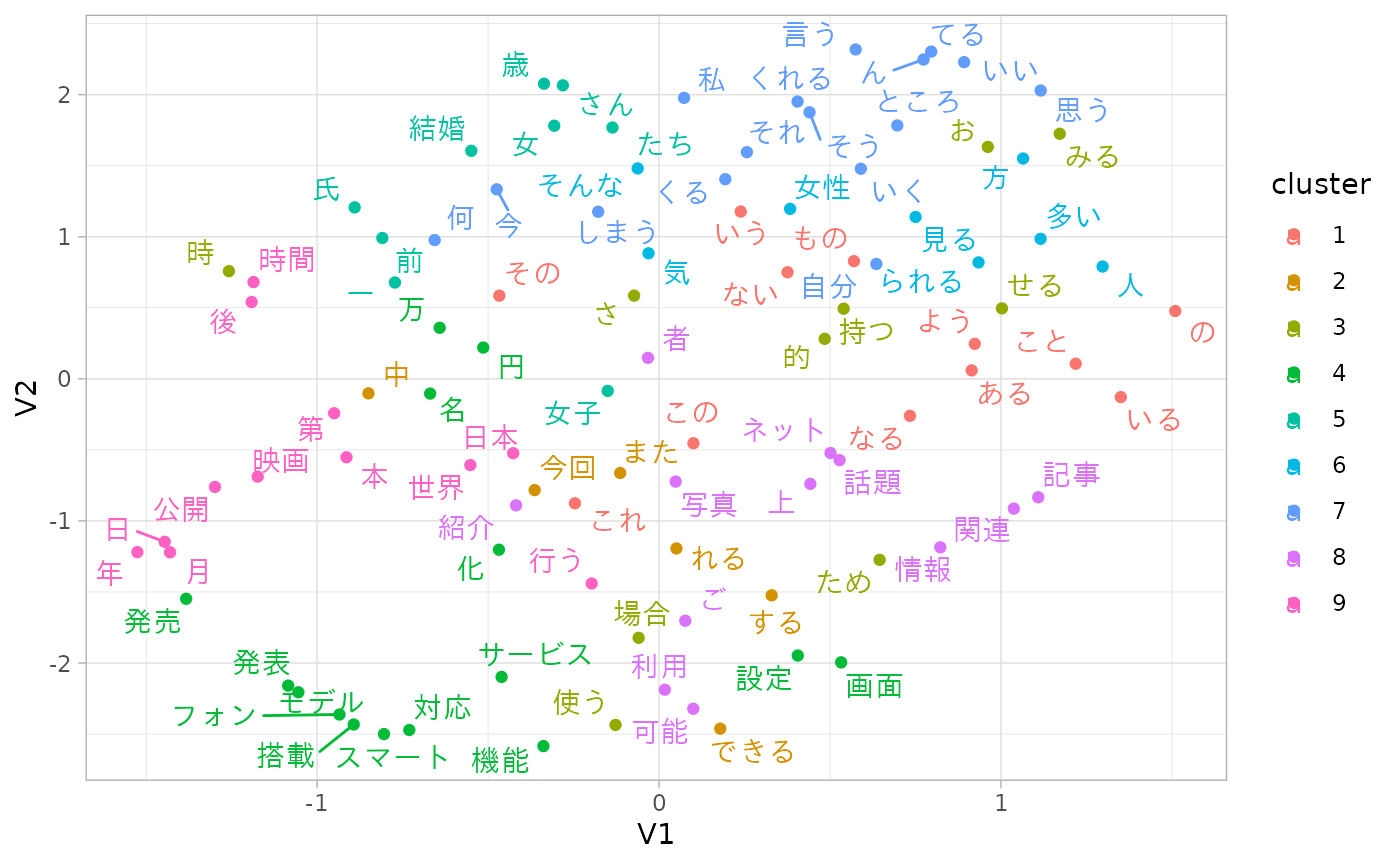 言う
てる
ん
いい
歳
私
くれる
ところ
思う
さん
結婚
女
たち
それ
そう
お
みる
そんな
くる
女性
いく
方
氏
何
今
しまう
いう
もの
見る
多い
時
時間
前
その
気
ない
自分
られる
せる
人
一
万
後
さ
者
持つ
的
よう
こと
の
円
中
名
女子
この
ある
いる
第
日本
今回
また
ネット
なる
映画
本
世界
写真
上
話題
記事
公開
紹介
これ
関連
日
年
月
化
行う
れる
ため
情報
発売
場合
ご
する
発表
サービス
利用
設定
画面
モデル
フォン
対応
使う
可能
できる
搭載
スマート
機能
2
1
0
-1
-2
V2
-1
0
1
V1
cluster
a 1
a 2
a 3
a 4
a 5
a 6
a 7
a 8
a 9